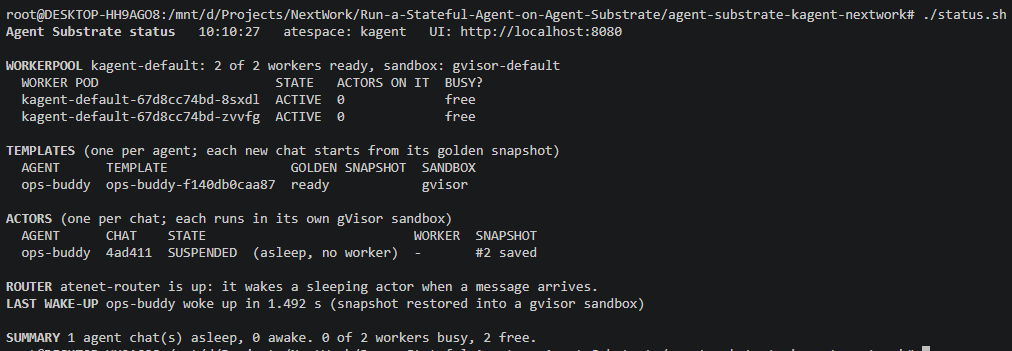 root@DESKTOP-HH9AGO8:/mnt/d/Projects/NextWork/Run-a-Stateful-Agent-on-Agent-Substrate/agent-substrate-kagent-nextwork# ./status.sh
Agent Substrate status   10:10:27   atespace: kagent   UI: http://localhost:8080
WORKERPOOL kagent-default: 2 of 2 workers ready, sandbox: gvisor-default
WORKER POD   STATE   ACTORS ON IT   BUSY?
kagent-default-67d8cc74bd-8sxdl   ACTIVE   0   free
kagent-default-67d8cc74bd-zvvfg   ACTIVE   0   free
TEMPLATES (one per agent; each new chat starts from its golden snapshot)
AGENT   TEMPLATE   GOLDEN SNAPSHOT   SANDBOX
ops-buddy   ops-buddy-f140db0caa87   ready   gvisor
ACTORS (one per chat; each runs in its own gVisor sandbox)
AGENT   CHAT   STATE   WORKER   SNAPSHOT
ops-buddy   4ad411   SUSPENDED   (asleep, no worker)   -   #2 saved
ROUTER atenet-router is up: it wakes a sleeping actor when a message arrives.
LAST WAKE-UP ops-buddy woke up in 1.492 s (snapshot restored into a gvisor sandbox)
SUMMARY 1 agent chat(s) asleep, 0 awake. 0 of 2 workers busy, 2 free.